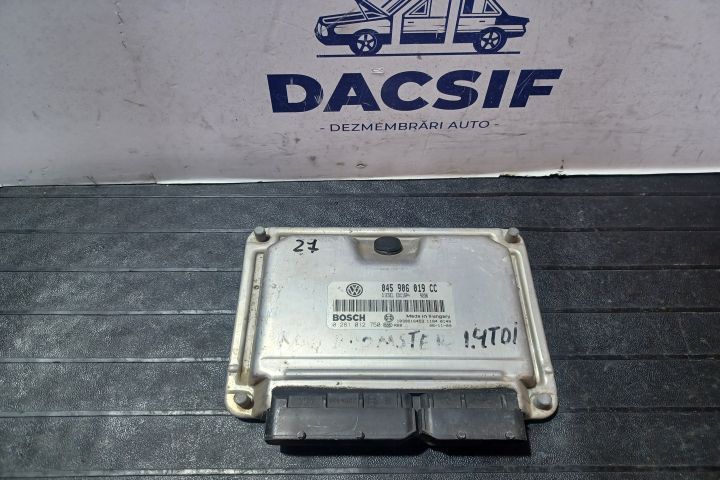 DACSIF
- DEZMEMBRĂRI AUTO -
27
045 906 019 CC
BOSCH
Made in Hungary
0 281 012 750
1.4TDI